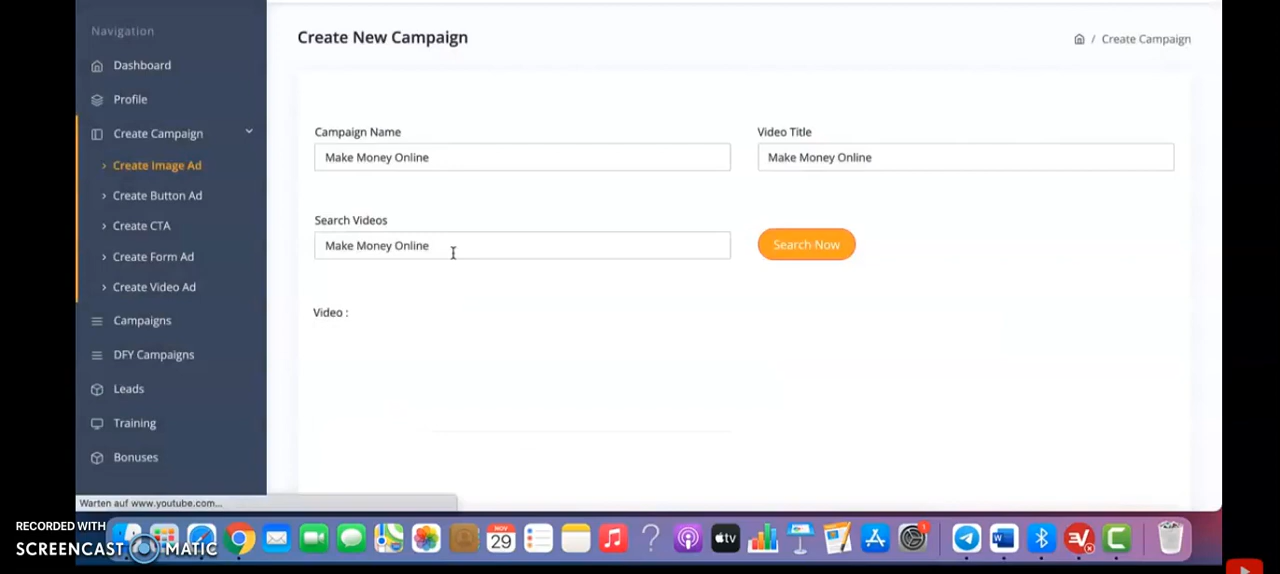 Navigation
Dashboard
Profile
Create Campaign
Create Image Ad
Create Button Ad
Create CTA
Create Form Ad
Create Video Ad
Campaigns
DFY Campaigns
Leads
Training
Bonuses
Create New Campaign
/ Create Campaign
Campaign Name
Make Money Online
Video Title
Make Money Online
Search Videos
Make Money Online
Search Now
Video :
Warten auf www.youtube.com...
RECORDED WITH
SCREENCAST MATIC
NOV
29
tv
W
1